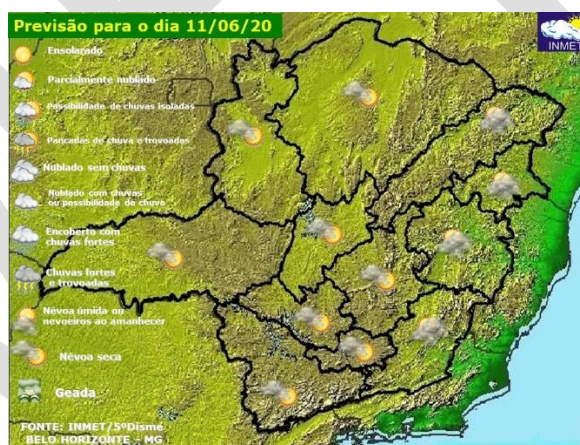 Previsão para o dia 11/06/20
INMET
Ensolarado
Parcialmente nublado
Possibilidade de chuvas isoladas
Pancadas de chuva e trovoadas
Nublado sem chuvas
Nublado com chuvas
ou possibilidade de chuva
Encoberto com
chuvas fortes
Chuvas fortes
e trovoadas
Névoa úmida ou
nevoeiros ao amanhecer
Névoa seca
Geada
FONTE: INMET/5ºDisme
BELO HORIZONTE - MG